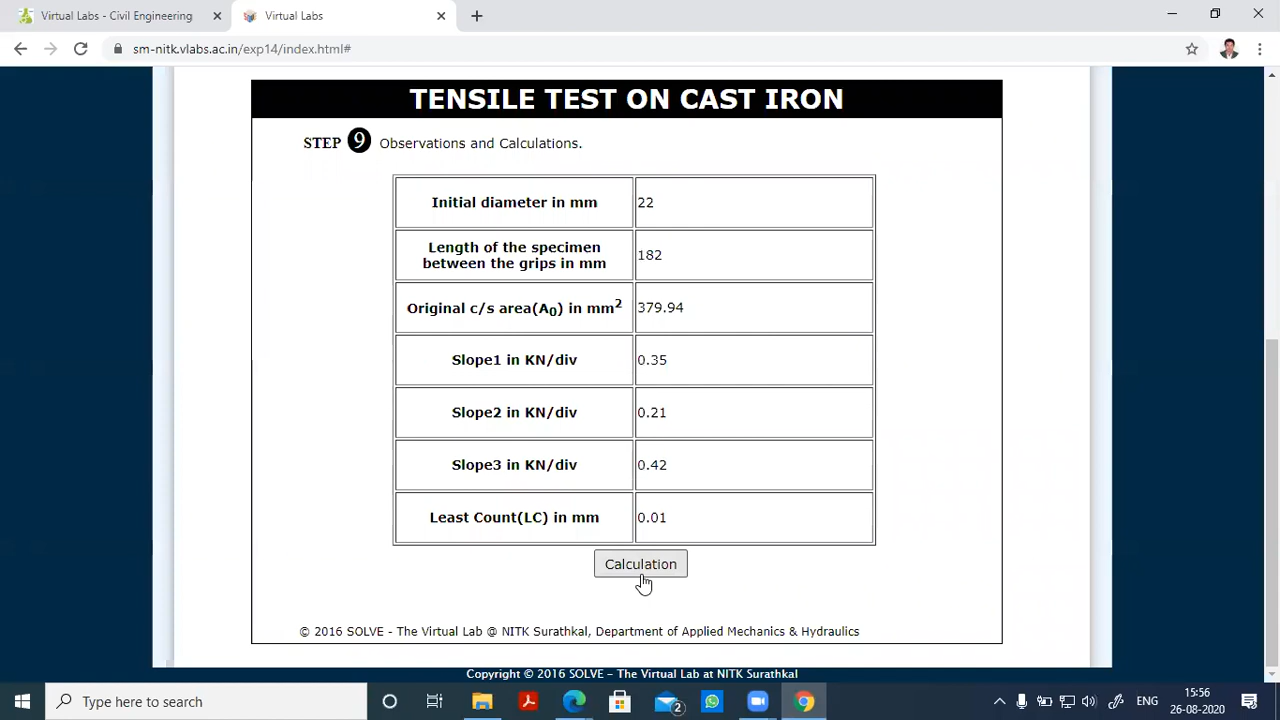 Virtual Labs - Civil Engineering
Virtual Labs
sm-nitk.vlabs.ac.in/exp14/index.html#
TENSILE TEST ON CAST IRON
STEP 9 Observations and Calculations.
Initial diameter in mm 22
Length of the specimen
between the grips in mm 182
Original c/s area(A0) in mm2 379.94
Slope1 in KN/div 0.35
Slope2 in KN/div 0.21
Slope3 in KN/div 0.42
Least Count(LC) in mm 0.01
Calculation
© 2016 SOLVE - The Virtual Lab @ NITK Surathkal, Department of Applied Mechanics & Hydraulics
Copyright © 2016 SOLVE – The Virtual Lab at NITK Surathkal
Type here to search
2
ENG
15:56
26-08-2020